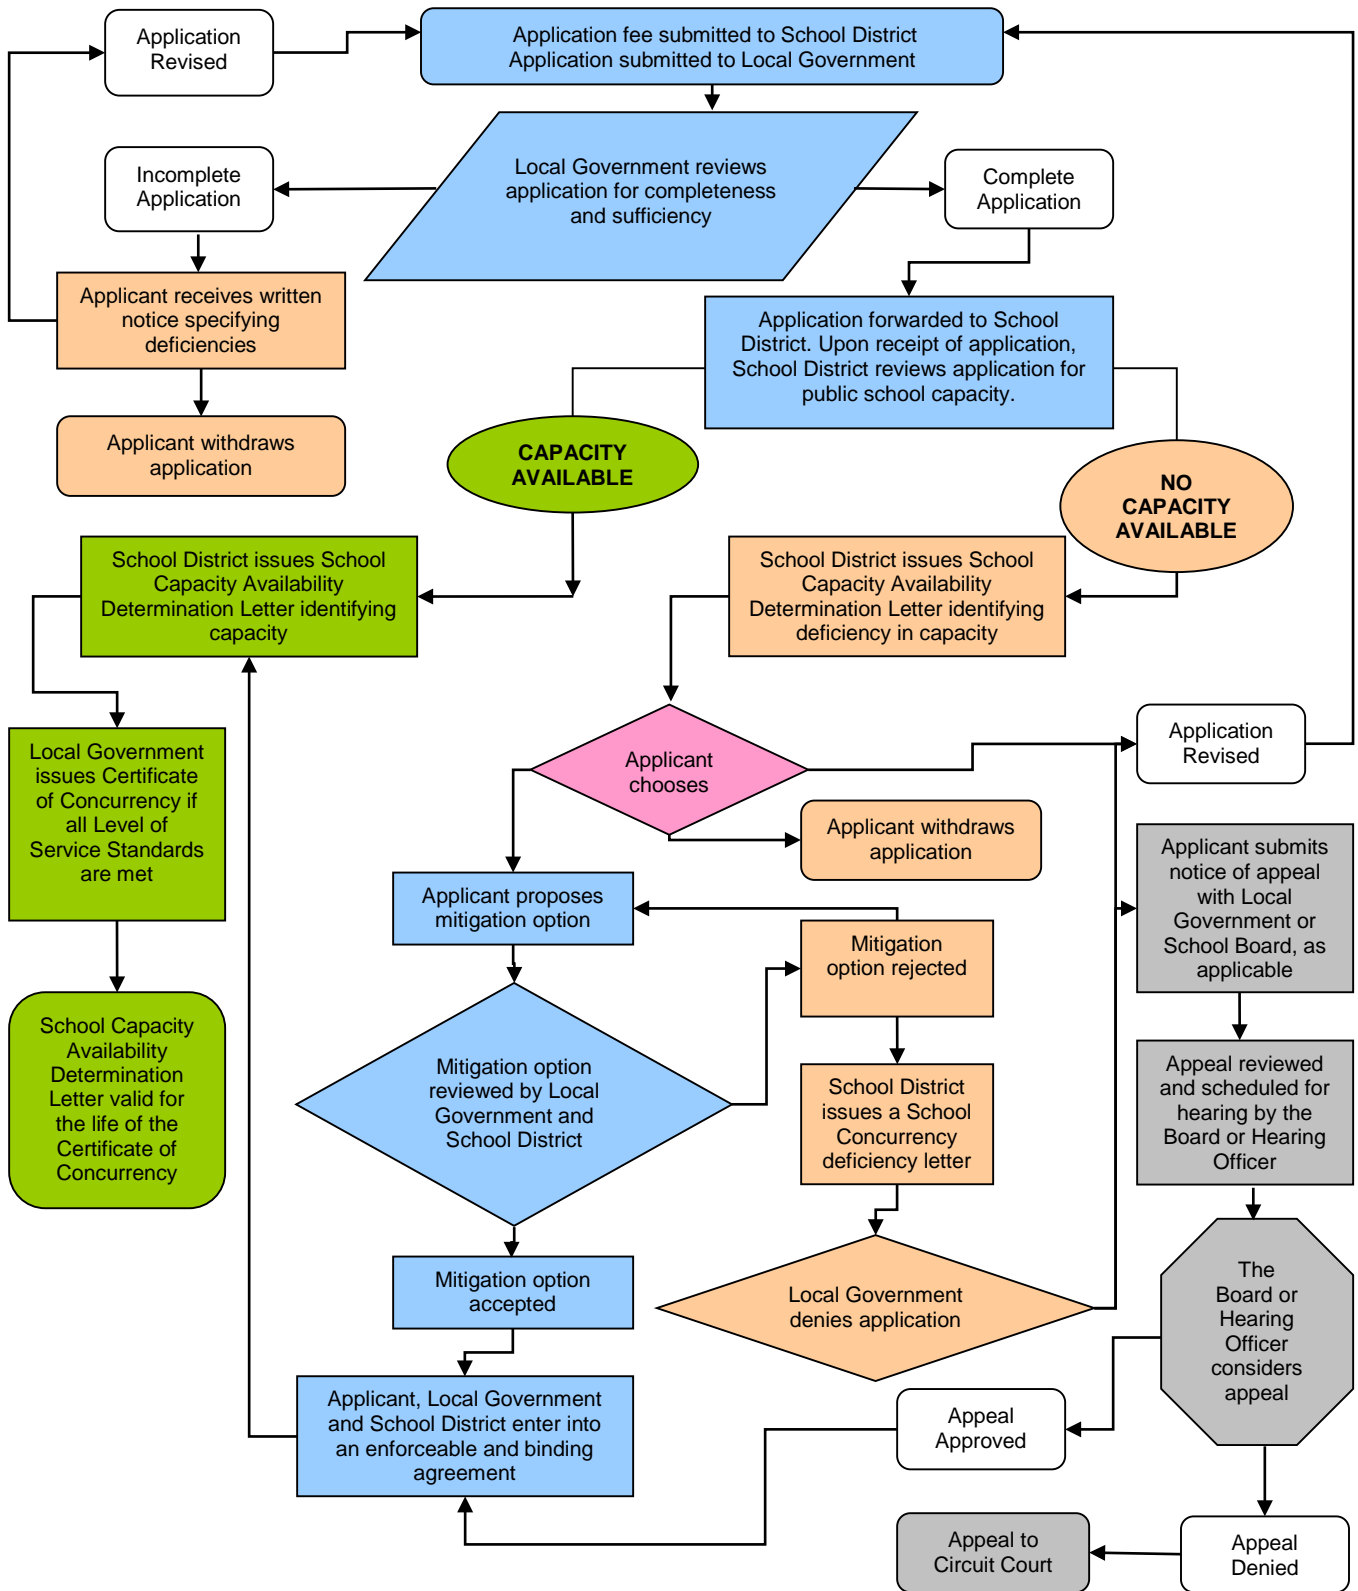 Application
Revised
Application fee submitted to School District
Application submitted to Local Government
Incomplete
Application
Local Government reviews
application for completeness
and sufficiency
Complete
Application
Applicant receives written
notice specifying
deficiencies
Application forwarded to School
District. Upon receipt of application,
School District reviews application for
public school capacity.
Applicant withdraws
application
CAPACITY
AVAILABLE
NO
CAPACITY
AVAILABLE
School District issues School
Capacity Availability
Determination Letter identifying
capacity
School District issues School
Capacity Availability
Determination Letter identifying
deficiency in capacity
Local Government
issues Certificate
of Concurrency if
all Level of
Service Standards
are met
Applicant
chooses
Application
Revised
Applicant withdraws
application
Applicant proposes
mitigation option
Mitigation
option rejected
Applicant submits
notice of appeal
with Local
Government or
School Board, as
applicable
School Capacity
Availability
Determination
Letter valid for
the life of the
Certificate of
Concurrency
Mitigation option
reviewed by Local
Government and
School District
School District
issues a School
Concurrency
deficiency letter
Appeal reviewed
and scheduled for
hearing by the
Board or Hearing
Officer
Mitigation option
accepted
Local Government
denies application
The
Board or
Hearing
Officer
considers
appeal
Applicant, Local Government
and School District enter into
an enforceable and binding
agreement
Appeal
Approved
Appeal to
Circuit Court
Appeal
Denied